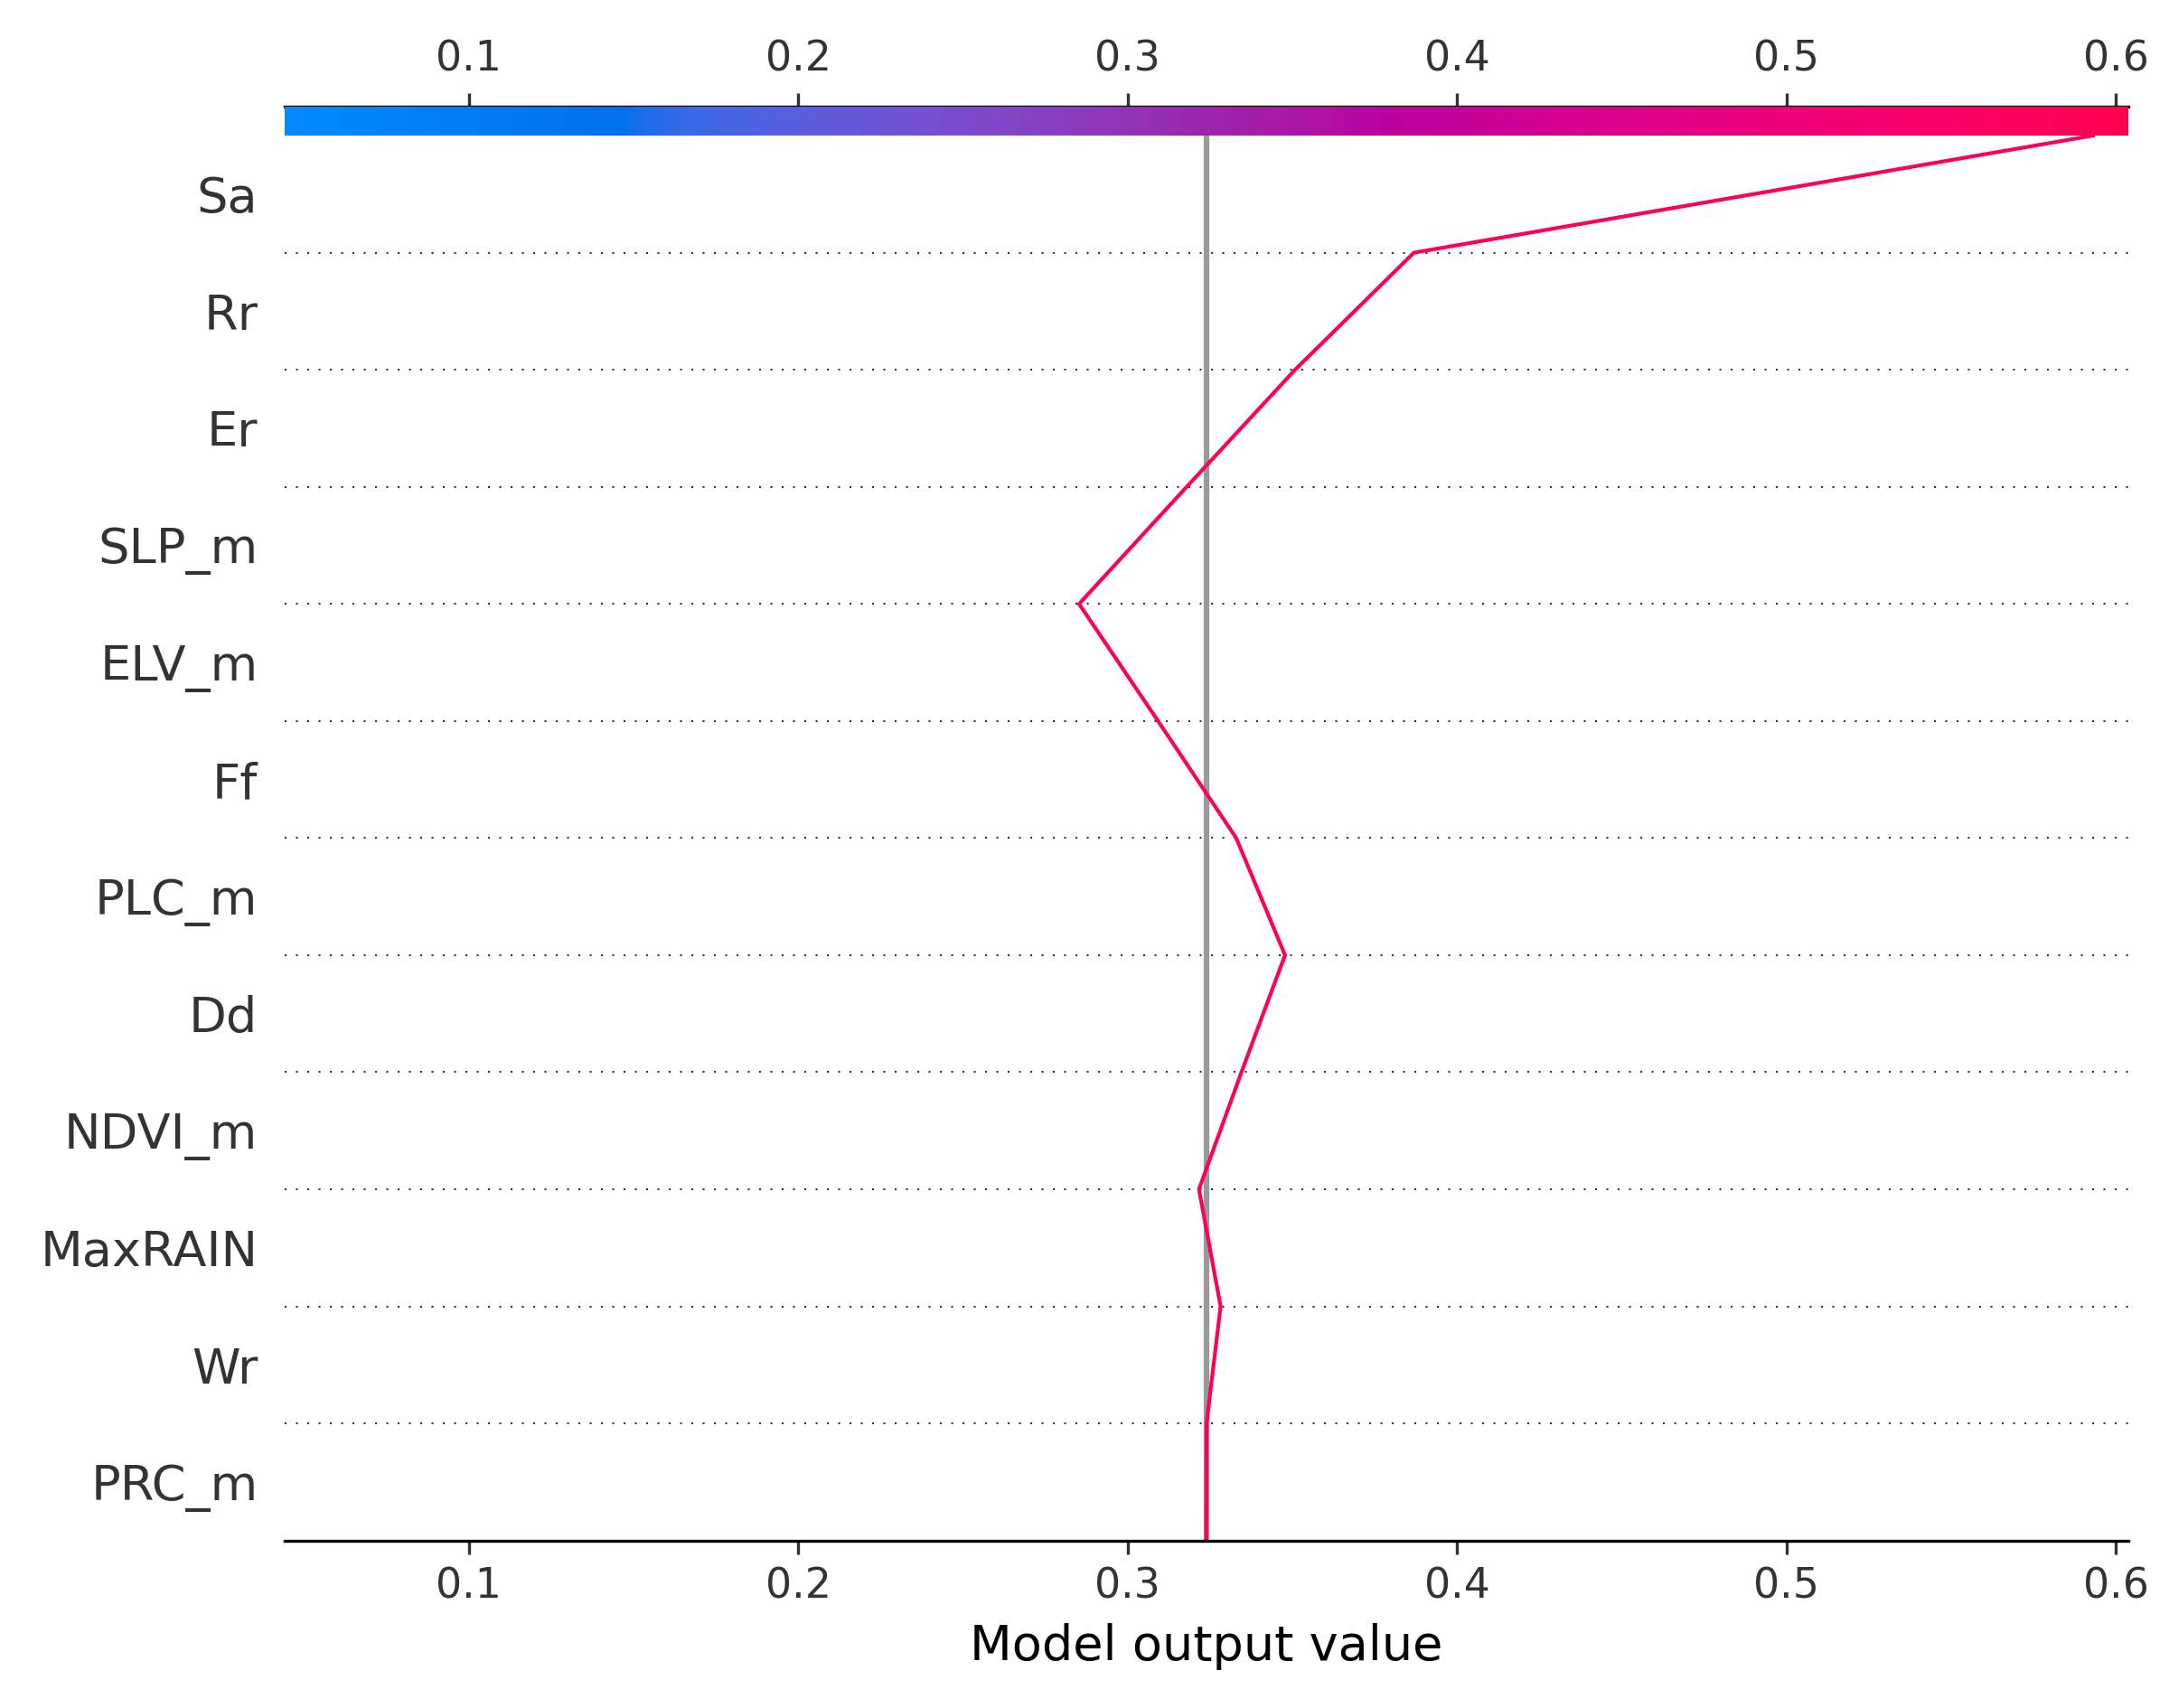 0.1 0.2 0.3 0.4 0.5 0.6
Sa
Rr
Er
SLP_m
ELV_m
Ff
PLC_m
Dd
NDVI_m
MaxRAIN
Wr
PRC_m
0.1 0.2 0.3 0.4 0.5 0.6
Model output value